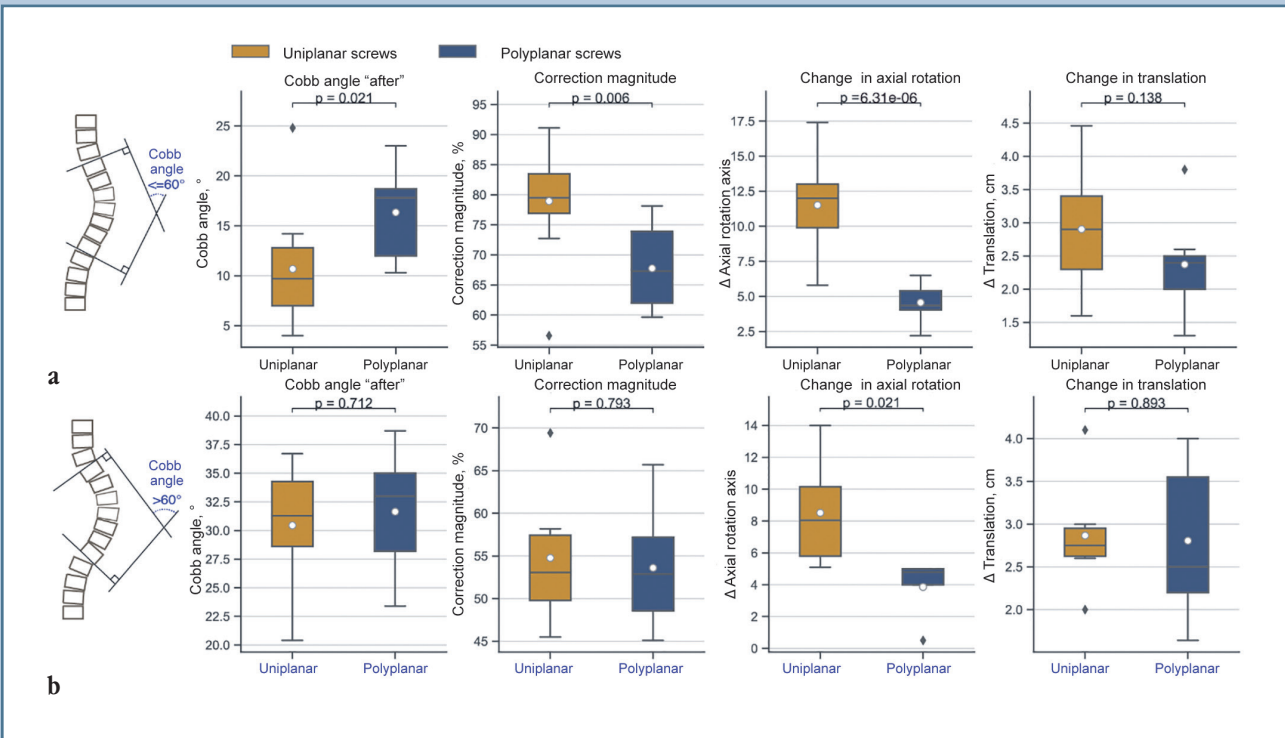 Uniplanar screws
Polyplanar screws
Cobb angle “after”
p = 0.021
25
20
15
10
5
Cobb angle, °
Uniplanar
Polyplanar
Correction magnitude
p = 0.006
95
90
85
80
75
70
65
60
55
Correction magnitude, %
Uniplanar
Polyplanar
Change in axial rotation
p =6.31e-06
17.5
15.0
12.5
10.0
7.5
5.0
2.5
Δ Axial rotation axis
Uniplanar
Polyplanar
Change in translation
p = 0.138
4.5
4.0
3.5
3.0
2.5
2.0
1.5
Δ Translation, cm
Uniplanar
Polyplanar
Cobb
angle
<=60°
a
Cobb angle “after”
p = 0.712
40.0
37.5
35.0
32.5
30.0
27.5
25.0
22.5
20.0
Cobb angle, °
Uniplanar
Polyplanar
Correction magnitude
p = 0.793
70
65
60
55
50
45
Correction magnitude, %
Uniplanar
Polyplanar
Change in axial rotation
p = 0.021
14
12
10
8
6
4
2
0
Δ Axial rotation axis
Uniplanar
Polyplanar
Change in translation
p = 0.893
4.0
3.5
3.0
2.5
2.0
Δ Translation, cm
Uniplanar
Polyplanar
Cobb
angle
>60°
b